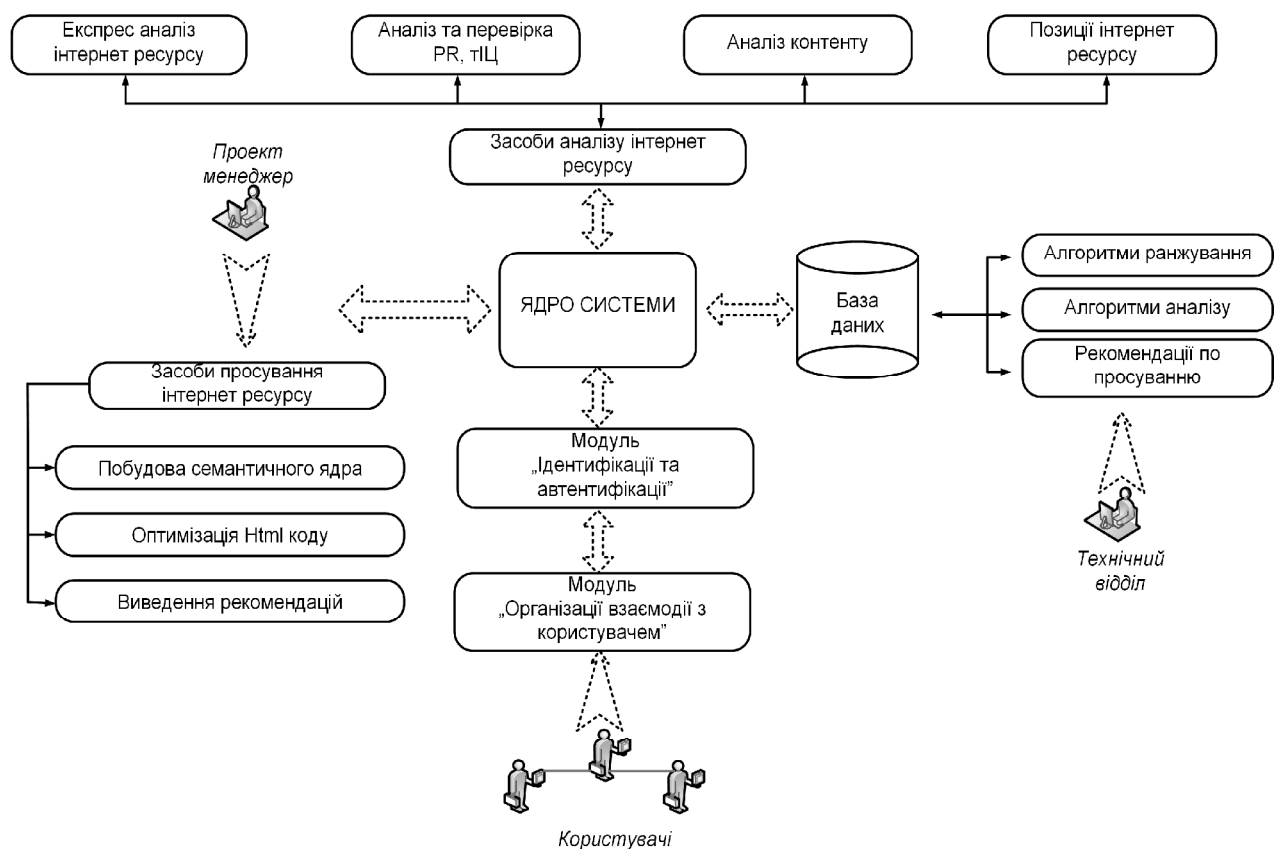 Експрес аналіз
інтернет ресурсу
Аналіз та перевірка
PR, тІЦ
Аналіз контенту
Позиції інтернет
ресурсу
Засоби аналізу інтернет
ресурсу
Проект
менеджер
ЯДРО СИСТЕМИ
База
даних
Алгоритми ранжування
Алгоритми аналізу
Рекомендації по
просуванню
Засоби просування
інтернет ресурсу
Побудова семантичного ядра
Оптимізація Html коду
Виведення рекомендацій
Модуль
„Ідентифікації та
автентифікації”
Модуль
„Організації взаємодії з
користувачем”
Технічний
відділ
Користувачі